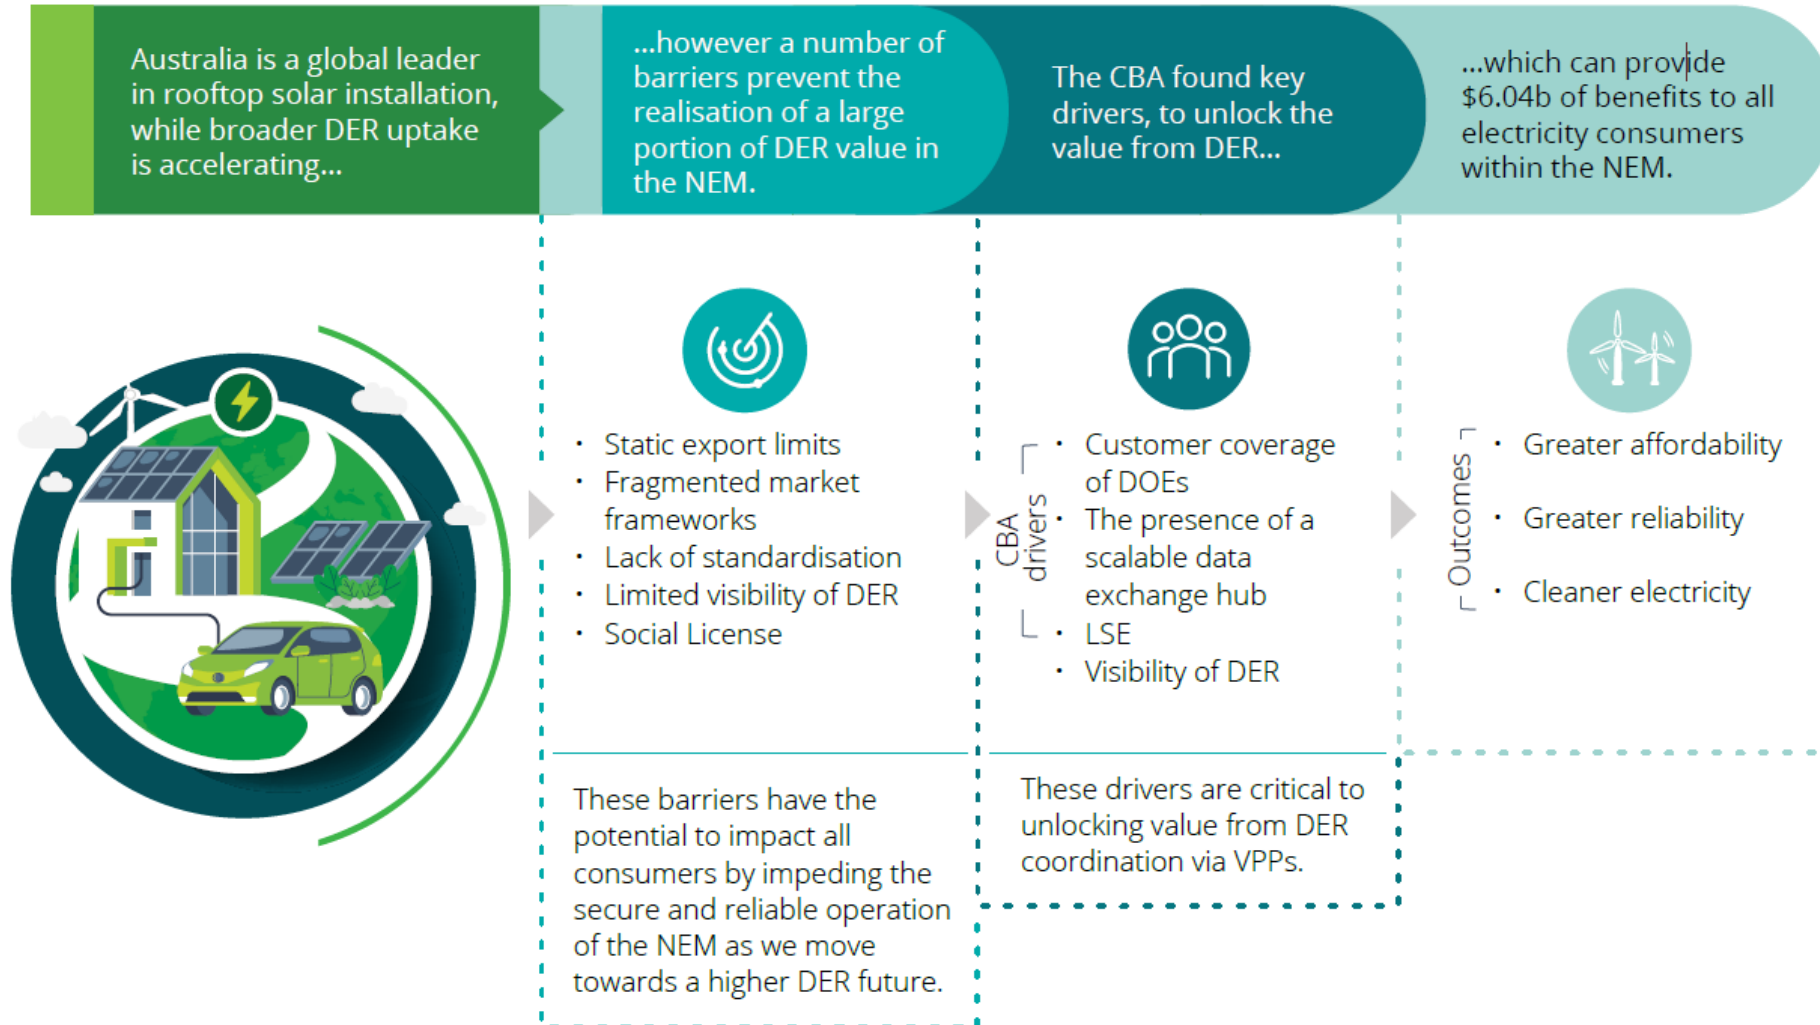 Australia is a global leader
in rooftop solar installation,
while broader DER uptake
is accelerating...
...however a number of
barriers prevent the
realisation of a large
portion of DER value in
the NEM.
The CBA found key
drivers, to unlock the
value from DER...
...which can provide
$6.04b of benefits to all
electricity consumers
within the NEM.
• Static export limits
• Fragmented market
frameworks
• Lack of standardisation
• Limited visibility of DER
• Social License
These barriers have the
potential to impact all
consumers by impeding the
secure and reliable operation
of the NEM as we move
towards a higher DER future.
CBA
drivers
• Customer coverage
of DOEs
• The presence of a
scalable data
exchange hub
• LSE
• Visibility of DER
These drivers are critical to
unlocking value from DER
coordination via VPPs.
Outcomes
• Greater affordability
• Greater reliability
• Cleaner electricity